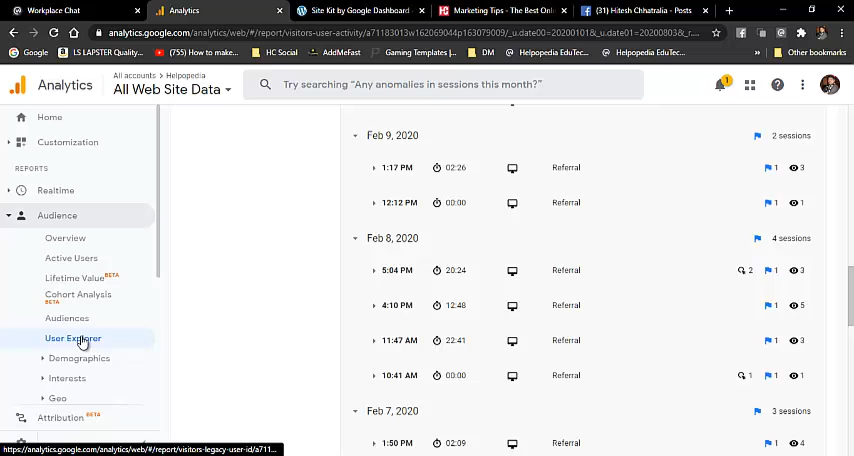 Workplace Chat
Analytics
Site Kit by Google Dashboard
Marketing Tips - The Best Onli
(31) Hitesh Chhatralia - Posts
analytics.google.com/analytics/web/#/report/visitors-user-activity/a71183013w162069044p163079009/_u.date00=20200101&_u.date01=20200803&_r....
Google
LS LAPSTER Quality...
(755) How to make...
HC Social
AddMeFast
Gaming Templates |...
DM
Helpopedia EduTec...
Helpopedia EduTec...
»
Other bookmarks
Analytics
All accounts > Helpopedia
All Web Site Data
Try searching "Any anomalies in sessions this month?"
1
Home
Customization
REPORTS
Realtime
Audience
Overview
Active Users
Lifetime Value BETA
Cohort Analysis
BETA
Audiences
User Explorer
Demographics
Interests
Geo
Attribution BETA
Feb 9, 2020 2 sessions
1:17 PM 02:26 Referral 1 3
12:12 PM 00:00 Referral 1 1
Feb 8, 2020 4 sessions
5:04 PM 20:24 Referral 2 1 3
4:10 PM 12:48 Referral 1 5
11:47 AM 22:41 Referral 1 3
10:41 AM 00:00 Referral 1 1 1
Feb 7, 2020 3 sessions
1:50 PM 02:09 Referral 1 4
https://analytics.google.com/analytics/web/#/report/visitors-legacy-user-id/a711...